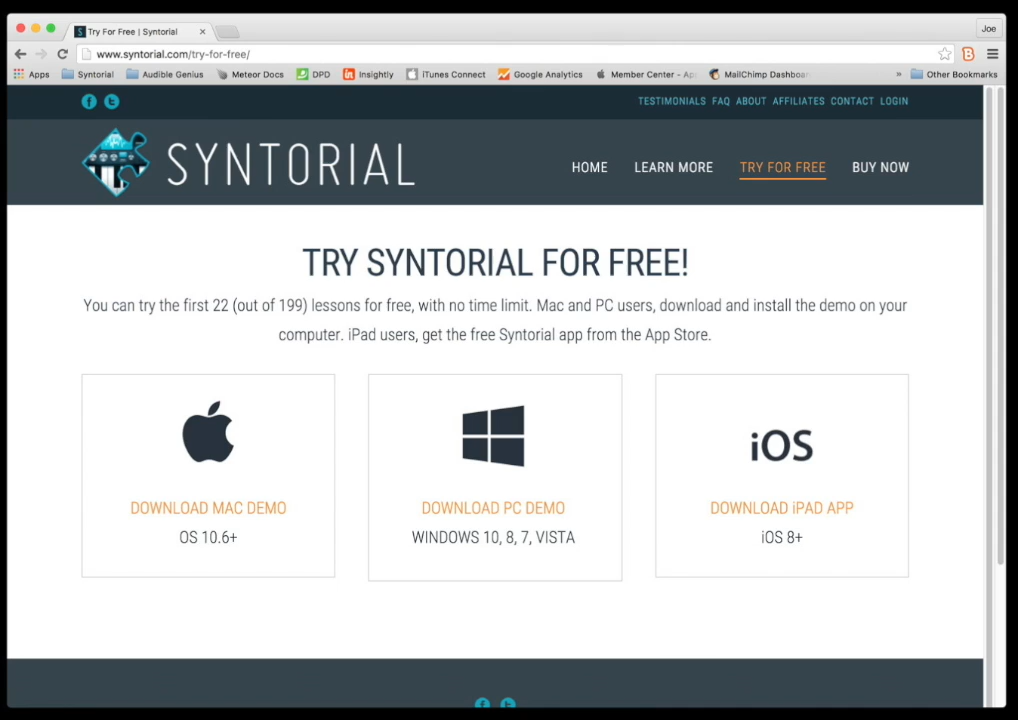 Try For Free | Syntorial
Joe
www.syntorial.com/try-for-free/
Apps Syntorial Audible Genius Meteor Docs DPD Insightly iTunes Connect Google Analytics Member Center - Ap MailChimp Dashboar » Other Bookmarks
TESTIMONIALS FAQ ABOUT AFFILIATES CONTACT LOGIN
SYNTORIAL
HOME LEARN MORE TRY FOR FREE BUY NOW
TRY SYNTORIAL FOR FREE!
You can try the first 22 (out of 199) lessons for free, with no time limit. Mac and PC users, download and install the demo on your
computer. iPad users, get the free Syntorial app from the App Store.
iOS
DOWNLOAD MAC DEMO
OS 10.6+
DOWNLOAD PC DEMO
WINDOWS 10, 8, 7, VISTA
DOWNLOAD iPAD APP
iOS 8+